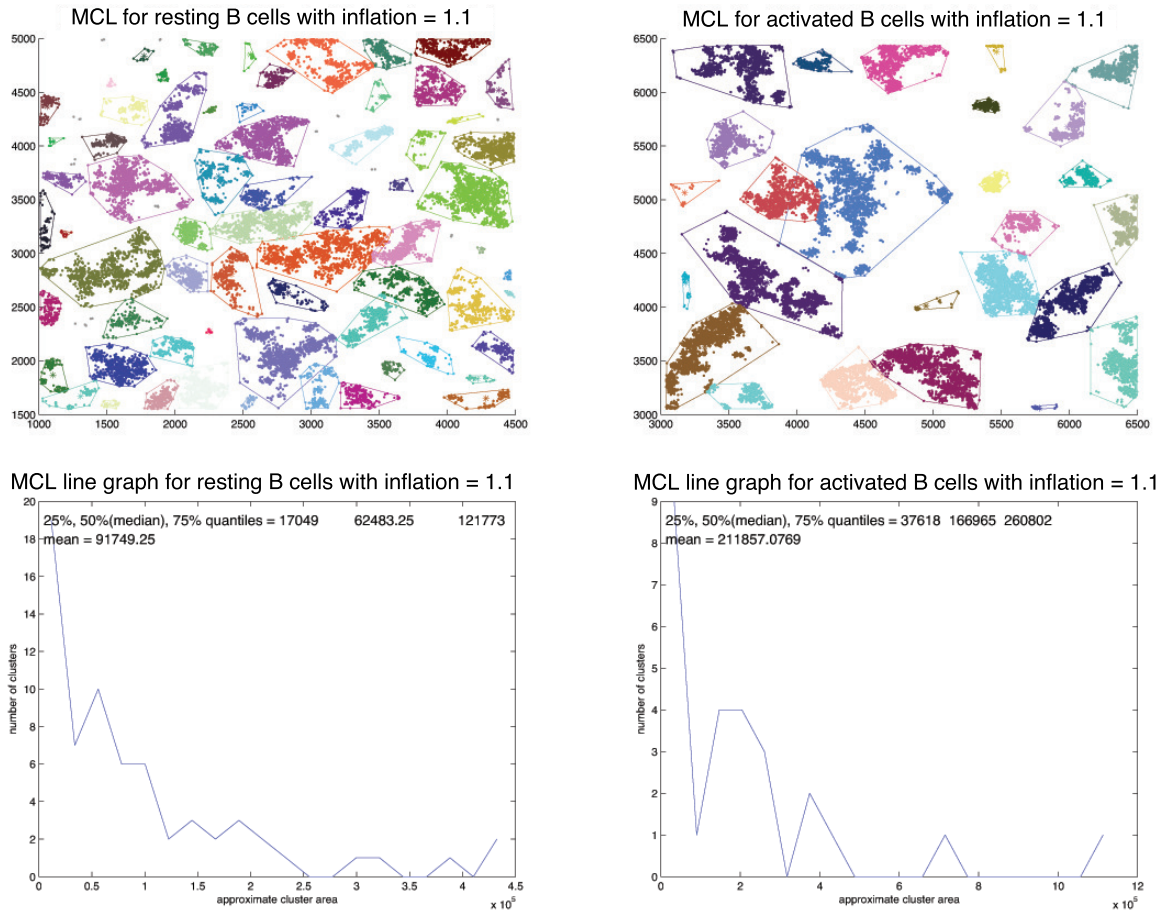 MCL for resting B cells with inflation = 1.1
5000
4500
4000
3500
3000
2500
2000
1500
1000 1500 2000 2500 3000 3500 4000 4500
MCL for activated B cells with inflation = 1.1
6500
6000
5500
5000
4500
4000
3500
3000
3000 3500 4000 4500 5000 5500 6000 6500
MCL line graph for resting B cells with inflation = 1.1
25%, 50%(median), 75% quantiles = 17049 62483.25 121773
mean = 91749.25
20
18
16
14
12
10
8
6
4
2
0
number of clusters
0 0.5 1 1.5 2 2.5 3 3.5 4 4.5
approximate cluster area
x 10^5
MCL line graph for activated B cells with inflation = 1.1
25%, 50%(median), 75% quantiles = 37618 166965 260802
mean = 211857.0769
9
8
7
6
5
4
3
2
1
0
number of clusters
0 2 4 6 8 10 12
approximate cluster area
x 10^5